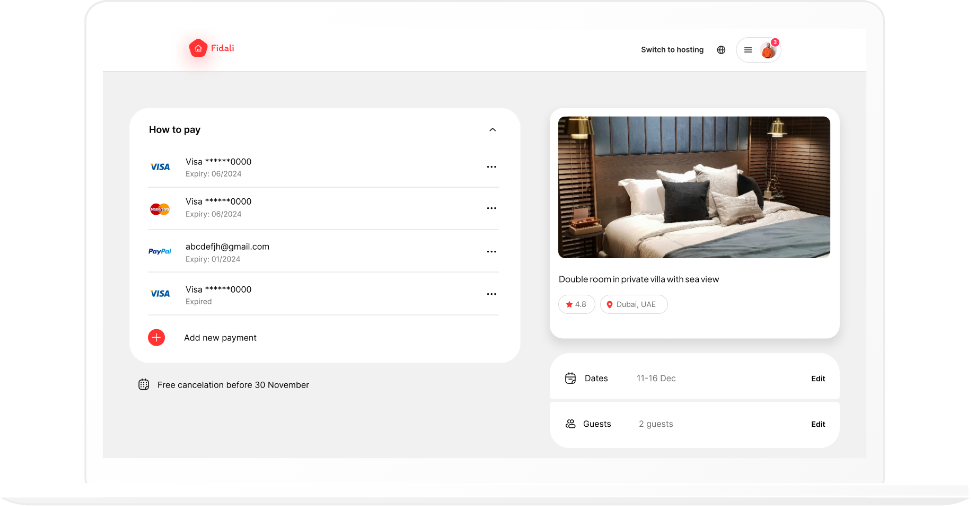 Fidali
Switch to hosting
3
How to pay
VISA
Visa ******0000
Expiry: 06/2024
Visa ******0000
Expiry: 06/2024
PayPal
abcdefjh@gmail.com
Expiry: 01/2024
VISA
Visa ******0000
Expired
Add new payment
Free cancelation before 30 November
Double room in private villa with sea view
4.8
Dubai, UAE
Dates
11-16 Dec
Edit
Guests
2 guests
Edit